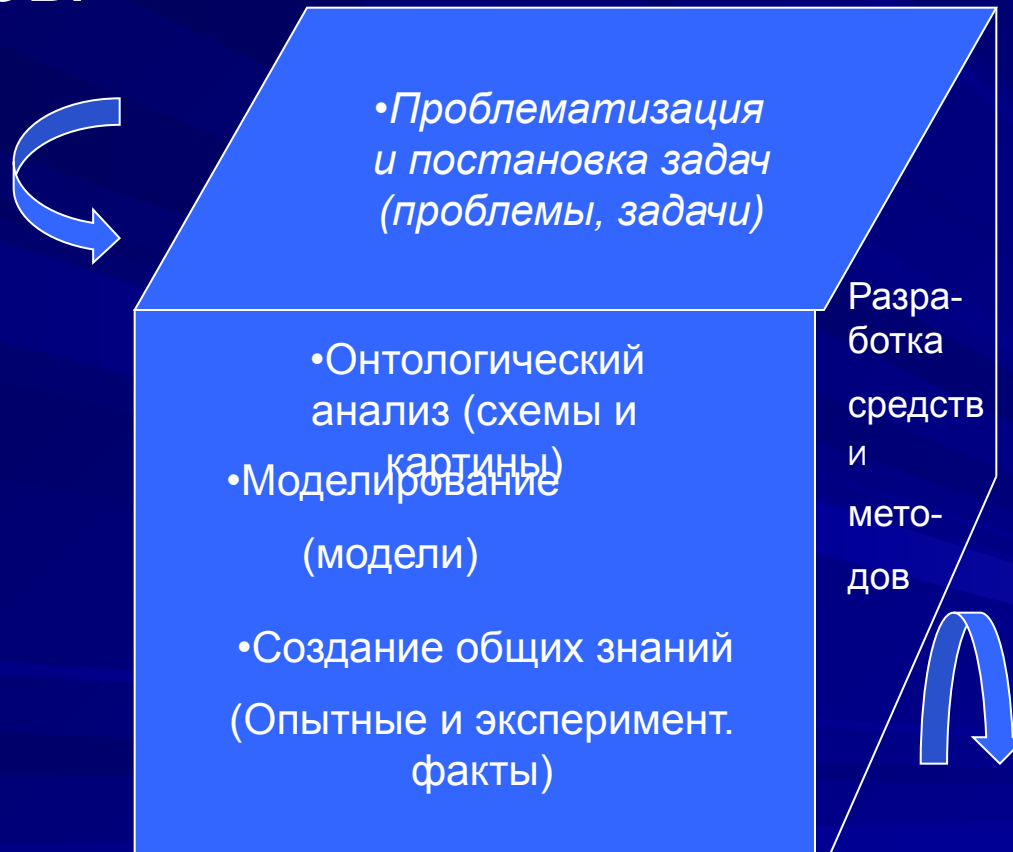 •Проблематизация
и постановка задач
(проблемы, задачи)
•Онтологический
анализ (схемы и
картины)
•Моделирование
(модели)
•Создание общих знаний
(Опытные и эксперимент.
факты)
Разра-
ботка
средств
и
мето-
дов